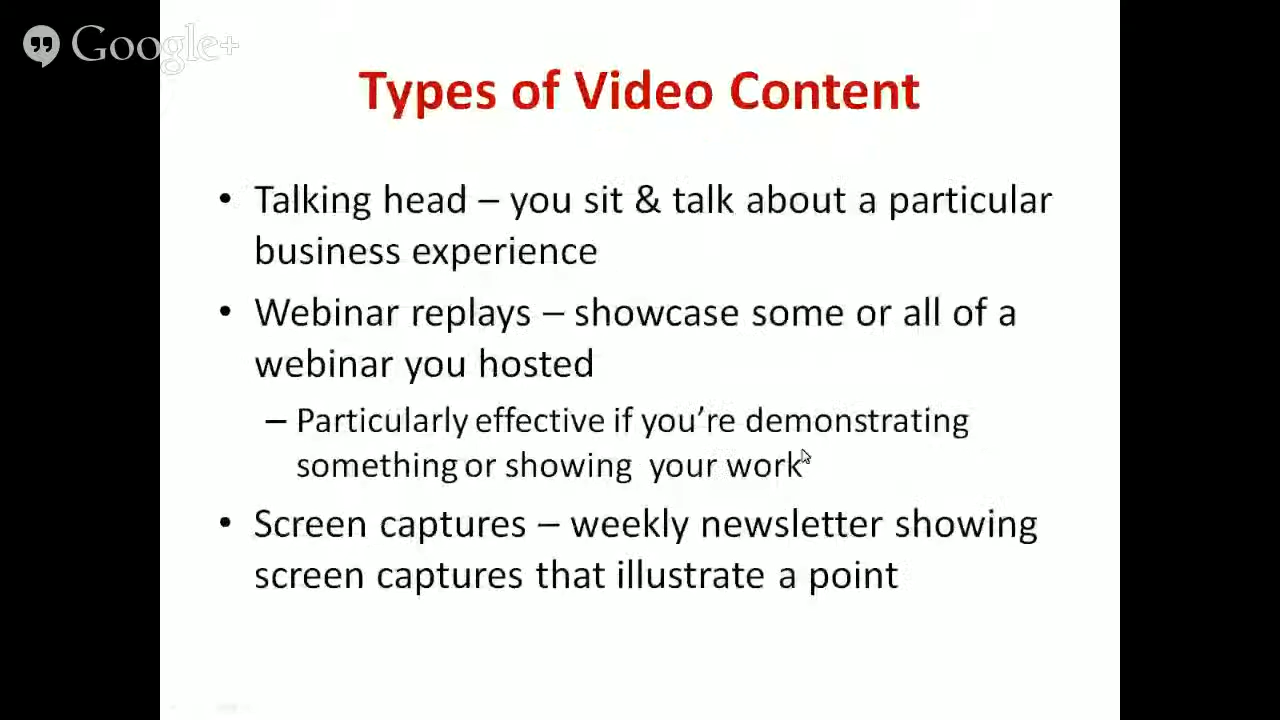 Google+
Types of Video Content
• Talking head – you sit & talk about a particular
business experience
• Webinar replays – showcase some or all of a
webinar you hosted
– Particularly effective if you’re demonstrating
something or showing  your work
• Screen captures – weekly newsletter showing
screen captures that illustrate a point